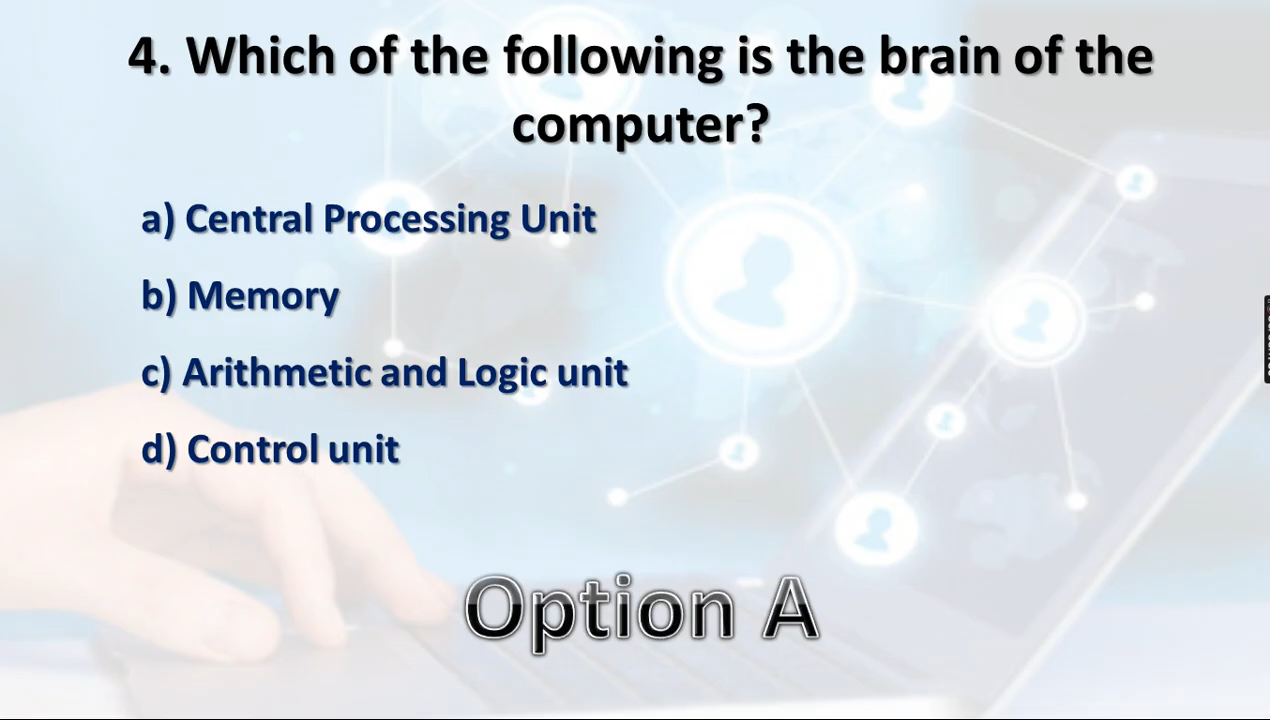 4. Which of the following is the brain of the
computer?
a) Central Processing Unit
b) Memory
c) Arithmetic and Logic unit
d) Control unit
Option A